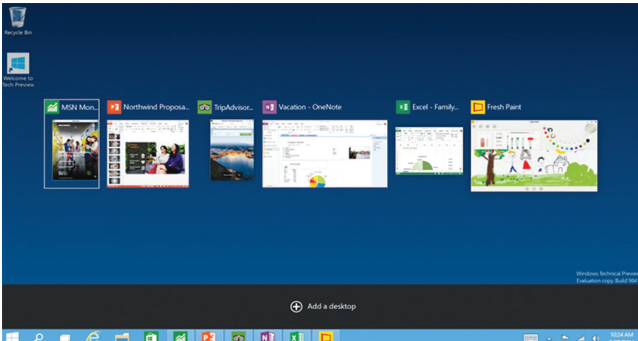 Recycle Bin
Welcome to
Tech Preview
MSN Mon...
Northwind Proposa...
TripAdvisor...
Vacation - OneNote
Excel - Family...
Fresh Paint
Windows Technical Preview
Evaluation copy. Build
Add a desktop
10:24 AM